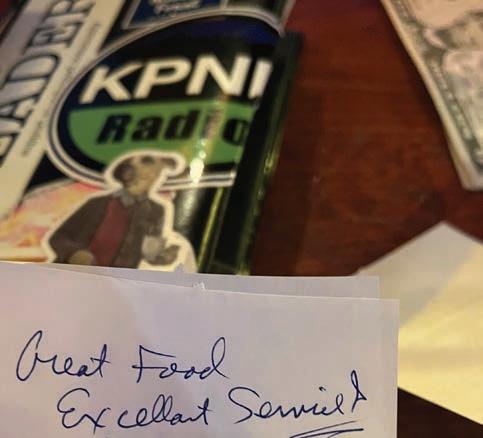 KPNI
Radio
Great Food
Excellant Service!